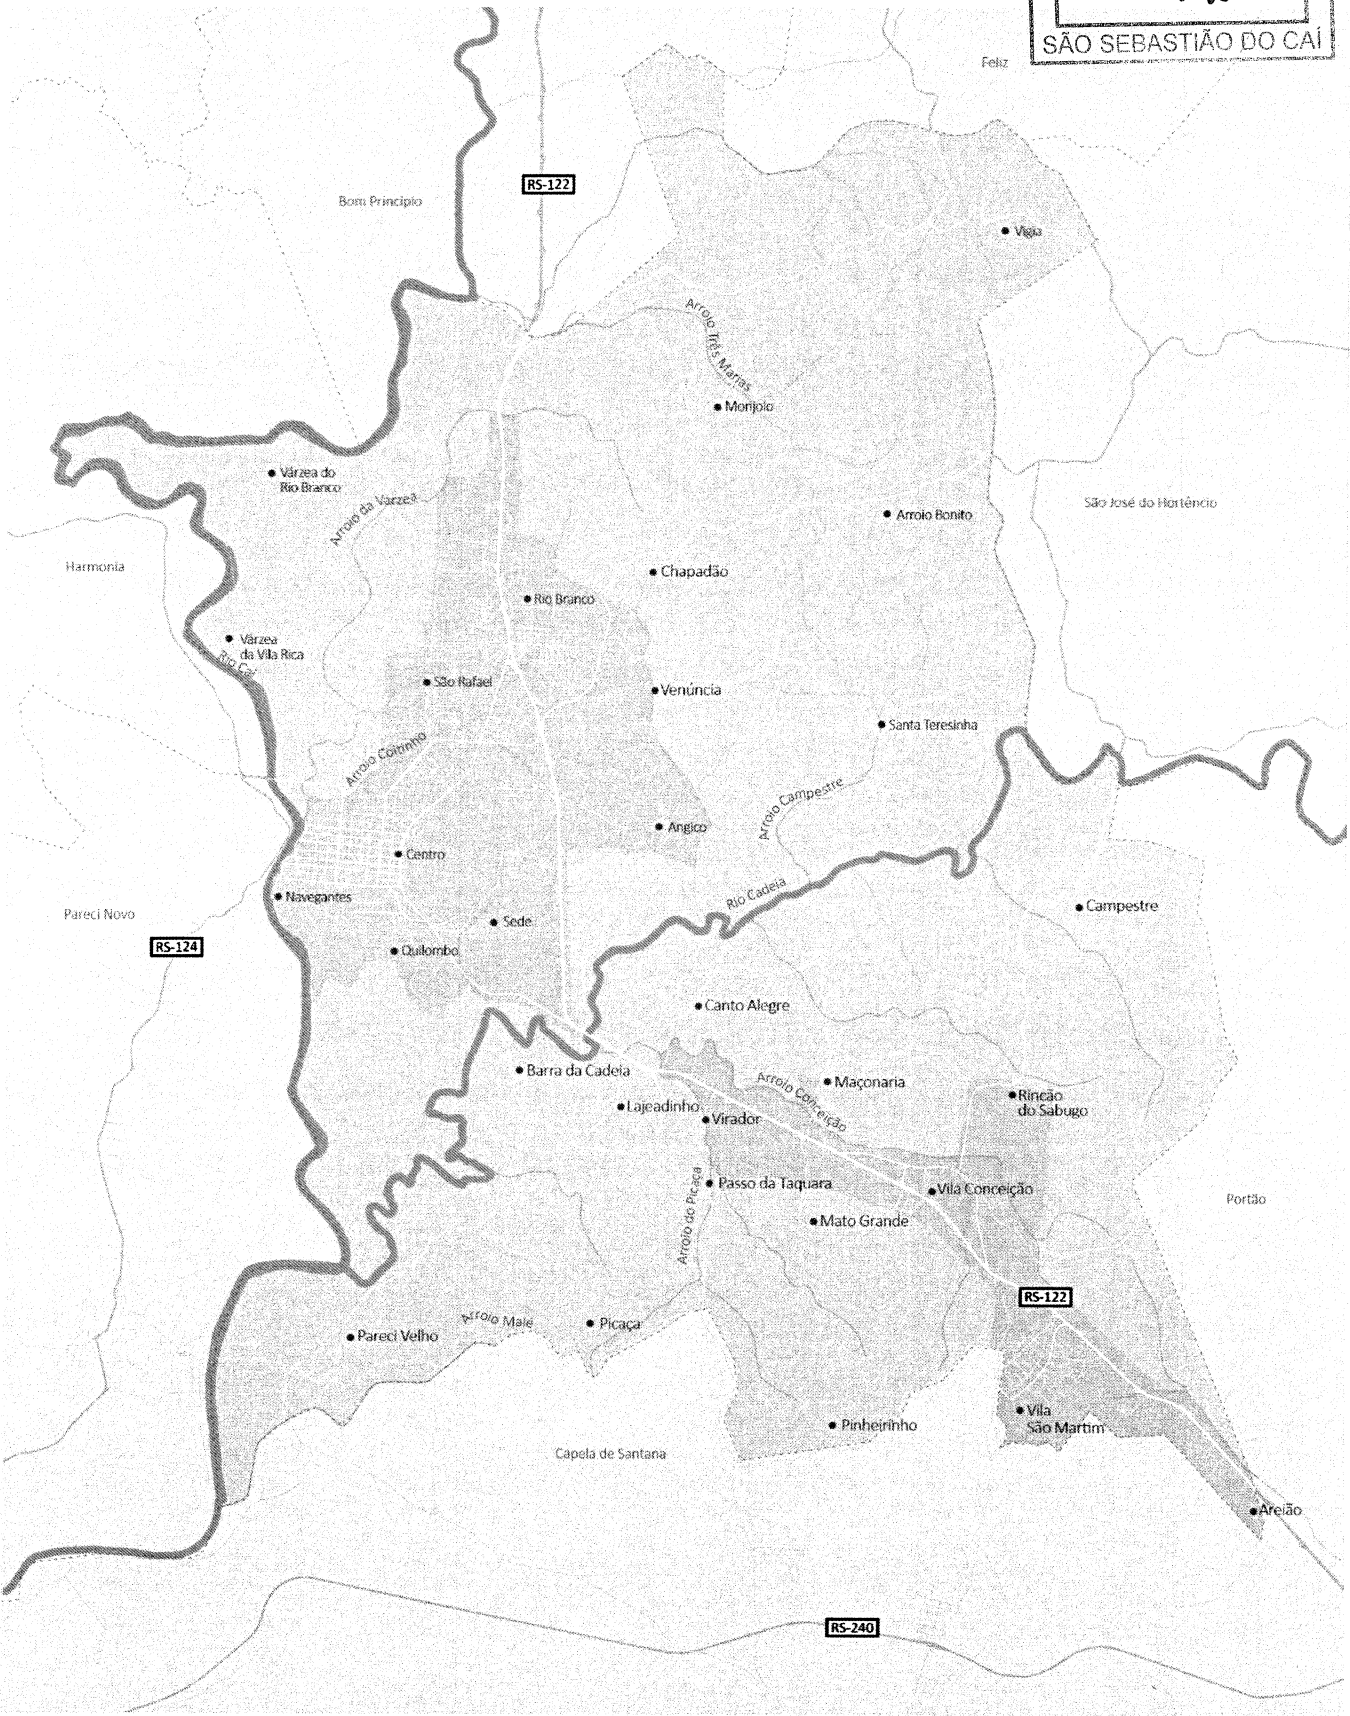 SÃO SEBASTIÃO DO CAÍ
Feliz
RS-122
Bom Princípio
Vigia
Arroio Três Marias
Monjolo
Várzea do
Rio Branco
Arroio da Várzea
São José do Hortêncio
Arroio Bonito
Harmonia
Chapadão
Rio Branco
Várzea
da Vila Rica
Rio Caí
São Rafael
Venúncia
Santa Teresinha
Arroio Coitinho
Arroio Campestre
Angico
Centro
Rio Cadeia
Navegantes
Campestre
Pareci Novo
Sede
RS-124
Quilombo
Canto Alegre
Barra da Cadeia
Arroio Conceição
Maçonaria
Rincão
do Sabugo
Lajeadinho
Virador
Passo da Taquara
Vila Conceição
Portão
Arroio do Picaça
Mato Grande
RS-122
Arroio Maie
Picaça
Pareci Velho
Vila
São Martim
Pinheirinho
Capela de Santana
Areião
RS-240